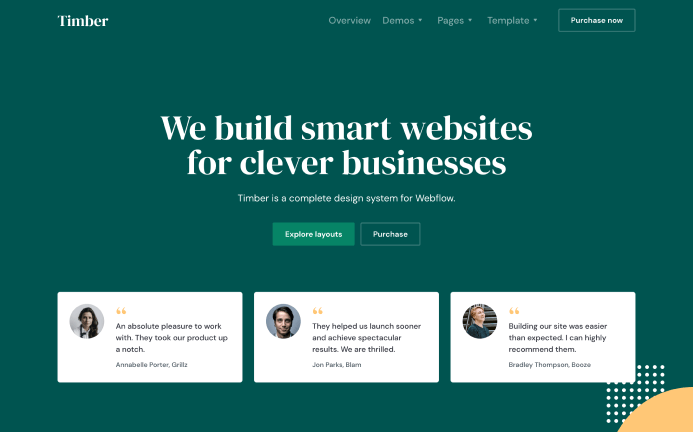 Timber
Overview
Demos
Pages
Template
Purchase now
We build smart websites
for clever businesses
Timber is a complete design system for Webflow.
Explore layouts
Purchase
“
An absolute pleasure to work
with. They took our product up
a notch.
Annabelle Porter, Grillz
“
They helped us launch sooner
and achieve spectacular
results. We are thrilled.
Jon Parks, Blam
“
Building our site was easier
than expected. I can highly
recommend them.
Bradley Thompson, Booze